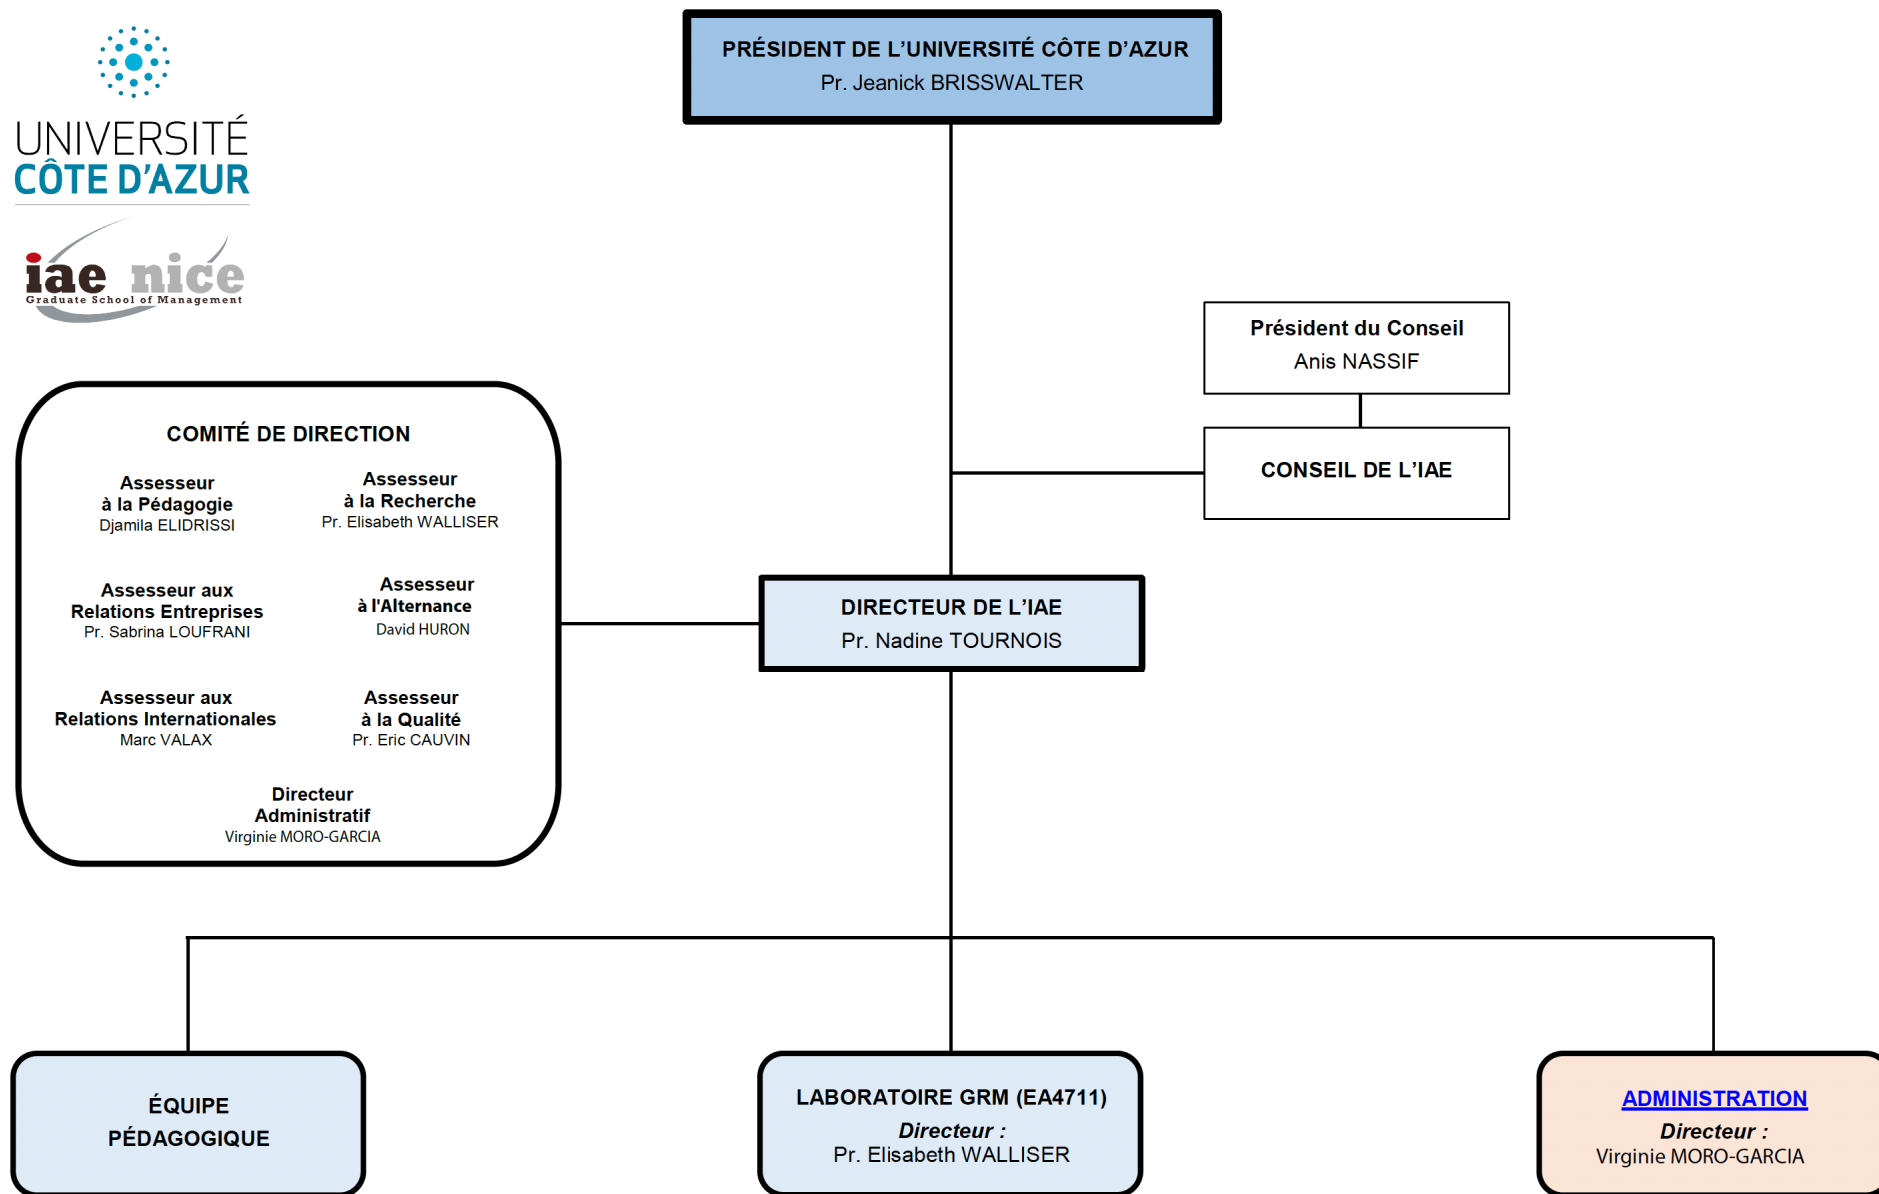 UNIVERSITÉ
CÔTE D'AZUR
iae nice
Graduate School of Management
PRÉSIDENT DE L'UNIVERSITÉ CÔTE D'AZUR
Pr. Jeanick BRISSWALTER
Président du Conseil
Anis NASSIF
CONSEIL DE L'IAE
COMITÉ DE DIRECTION
Assesseur
à la Pédagogie
Djamila ELIDRISSI
Assesseur
à la Recherche
Pr. Elisabeth WALLISER
Assesseur aux
Relations Entreprises
Pr. Sabrina LOUFRANI
Assesseur
à l'Alternance
David HURON
Assesseur aux
Relations Internationales
Marc VALAX
Assesseur
à la Qualité
Pr. Eric CAUVIN
Directeur
Administratif
Virginie MORO-GARCIA
DIRECTEUR DE L'IAE
Pr. Nadine TOURNOIS
ÉQUIPE
PÉDAGOGIQUE
LABORATOIRE GRM (EA4711)
Directeur :
Pr. Elisabeth WALLISER
ADMINISTRATION
Directeur :
Virginie MORO-GARCIA